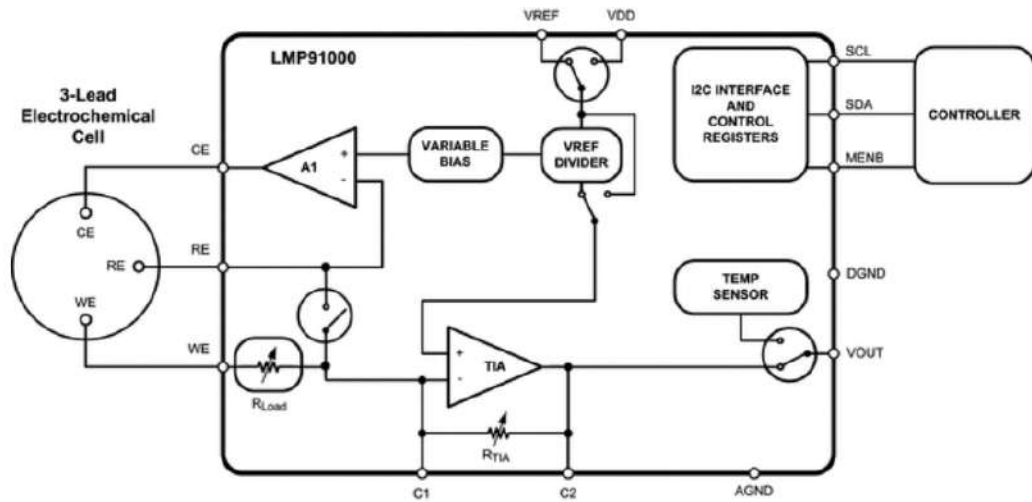 VREF
VDD
LMP91000
SCL
3-Lead
Electrochemical
Cell
I2C INTERFACE
AND
CONTROL
REGISTERS
SDA
CONTROLLER
CE
A1
+
-
VARIABLE
BIAS
VREF
DIVIDER
MENB
CE
RE
RE
WE
TEMP
SENSOR
DGND
WE
RLoad
+
-
TIA
VOUT
RTIA
C1
C2
AGND